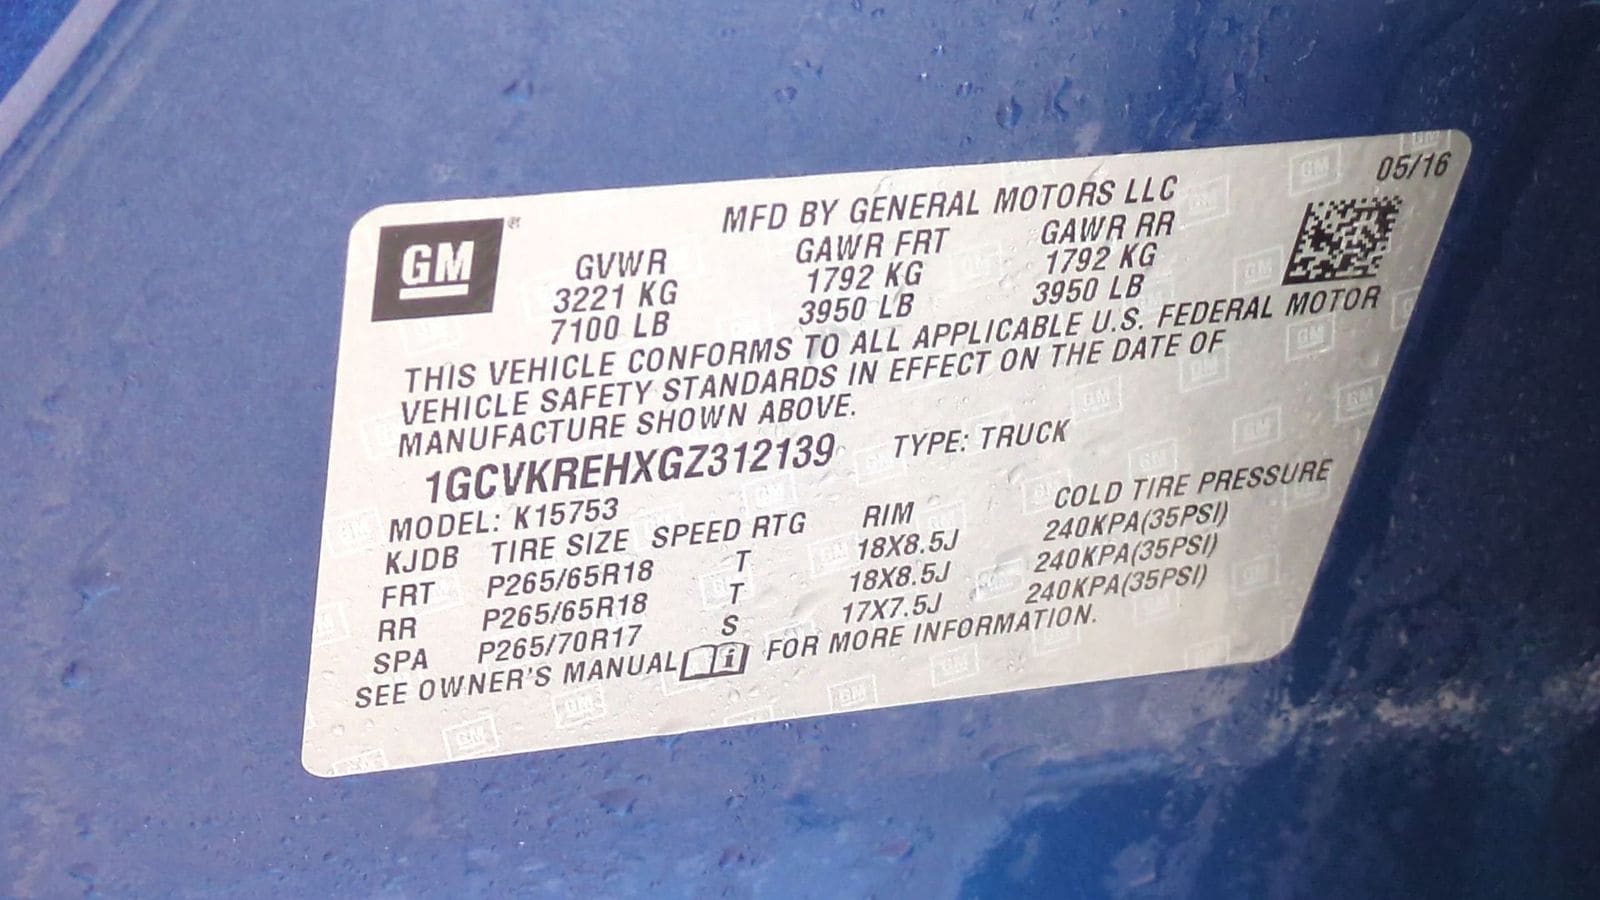 05/16
GM ®
MFD BY GENERAL MOTORS LLC
GVWR GAWR FRT GAWR RR
3221 KG 1792 KG 1792 KG
7100 LB 3950 LB 3950 LB
THIS VEHICLE CONFORMS TO ALL APPLICABLE U.S. FEDERAL MOTOR
VEHICLE SAFETY STANDARDS IN EFFECT ON THE DATE OF
MANUFACTURE SHOWN ABOVE.
1GCVKREHXGZ312139 TYPE: TRUCK
MODEL: K15753
KJDB TIRE SIZE SPEED RTG RIM COLD TIRE PRESSURE
FRT P265/65R18 T 18X8.5J 240KPA(35PSI)
RR P265/65R18 T 18X8.5J 240KPA(35PSI)
SPA P265/70R17 S 17X7.5J 240KPA(35PSI)
SEE OWNER'S MANUAL i FOR MORE INFORMATION.